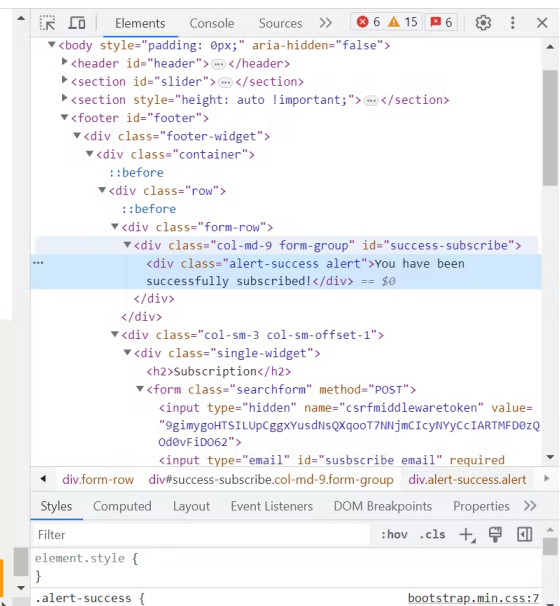 Elements Console Sources >> 6 15 6
<body style="padding: 0px;" aria-hidden="false">
<header id="header"> ⋯ </header>
<section id="slider"> ⋯ </section>
<section style="height: auto !important;"> ⋯ </section>
<footer id="footer">
<div class="footer-widget">
<div class="container">
::before
<div class="row">
::before
<div class="form-row">
<div class="col-md-9 form-group" id="success-subscribe">
<div class="alert-success alert">You have been
successfully subscribed!</div> == $0
</div>
</div>
<div class="col-sm-3 col-sm-offset-1">
<div class="single-widget">
<h2>Subscription</h2>
<form class="searchform" method="POST">
<input type="hidden" name="csrfmiddlewaretoken" value=
"9gimygoHTSILUpCggxYusdNsQXqooT7NNjmCIcyNYyCcIARTMFD0zQ
Od0vFiDO62">
<input type="email" id="susbscribe_email" required
div.form-row div#success-subscribe.col-md-9.form-group div.alert-success.alert
Styles Computed Layout Event Listeners DOM Breakpoints Properties >>
Filter :hov .cls
element.style {
}
.alert-success { bootstrap.min.css:7